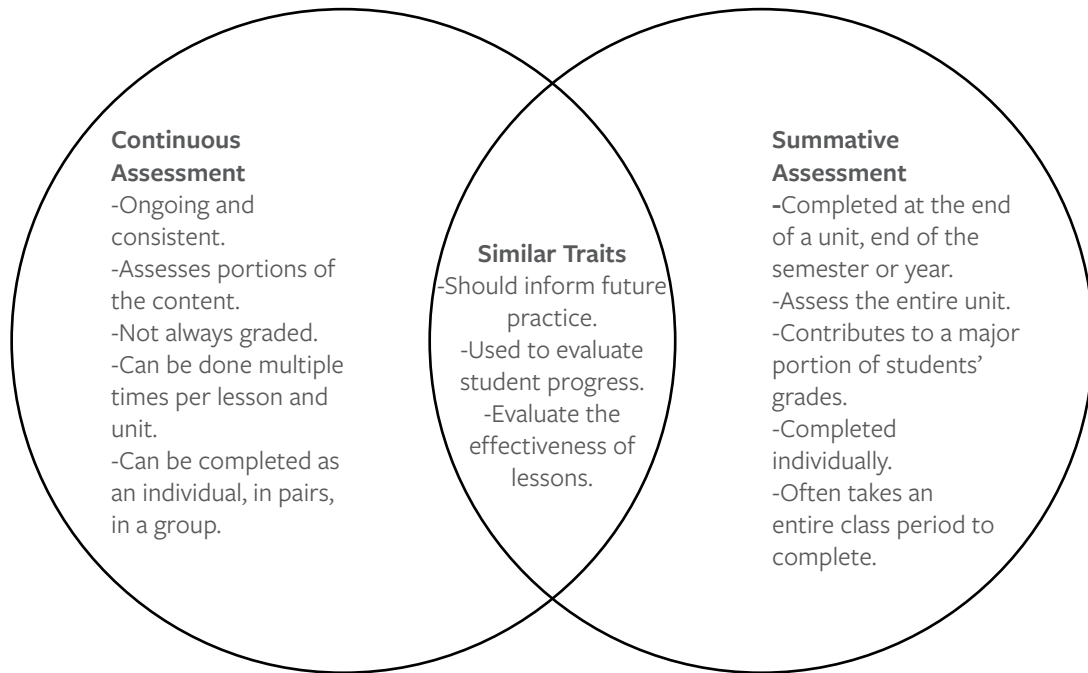 Continuous
Assessment
-Ongoing and
consistent.
-Assesses portions of
the content.
-Not always graded.
-Can be done multiple
times per lesson and
unit.
-Can be completed as
an individual, in pairs,
in a group.
Similar Traits
-Should inform future
practice.
-Used to evaluate
student progress.
-Evaluate the
effectiveness of
lessons.
Summative
Assessment
-Completed at the end
of a unit, end of the
semester or year.
-Assess the entire unit.
-Contributes to a major
portion of students’
grades.
-Completed
individually.
-Often takes an
entire class period to
complete.